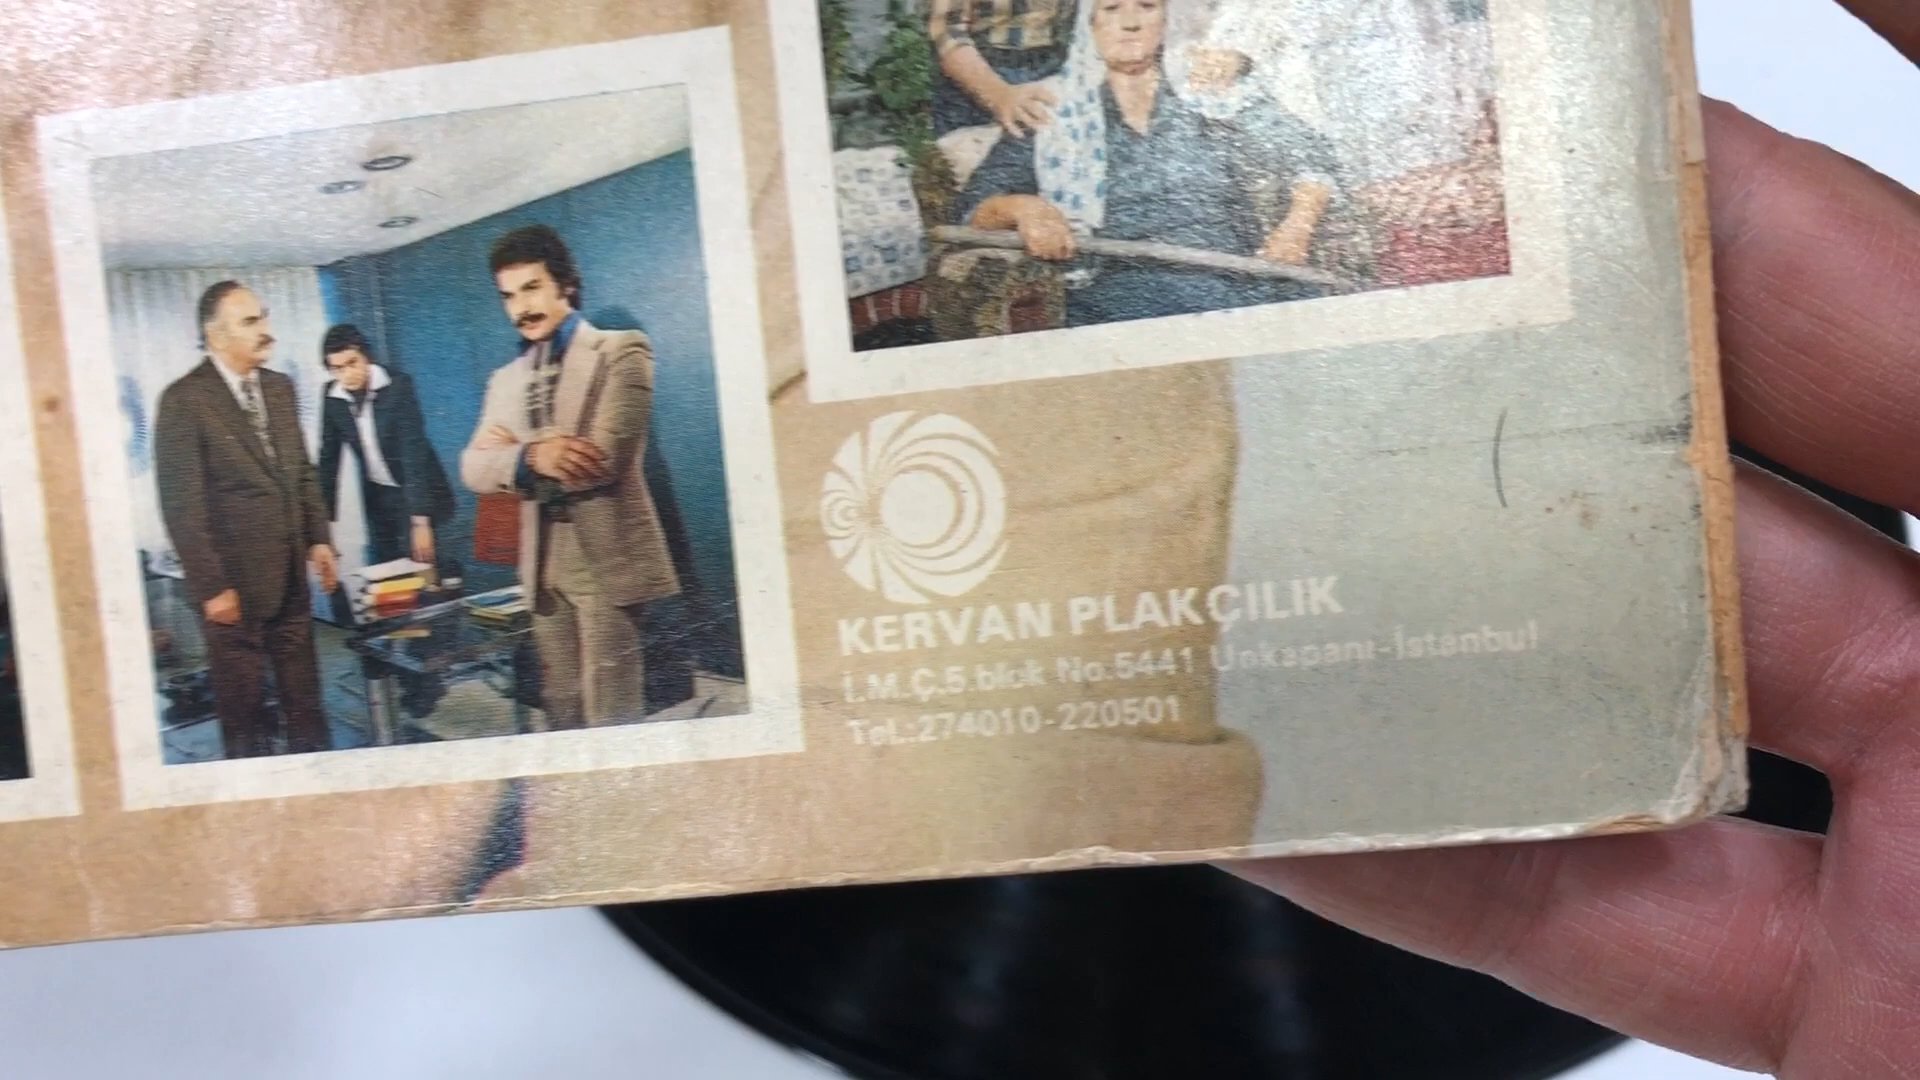 KERVAN PLAKÇILIK
İ.M.Ç.5.blok No.5441 Unkapanı-İstanbul
Tel.:274010-220501